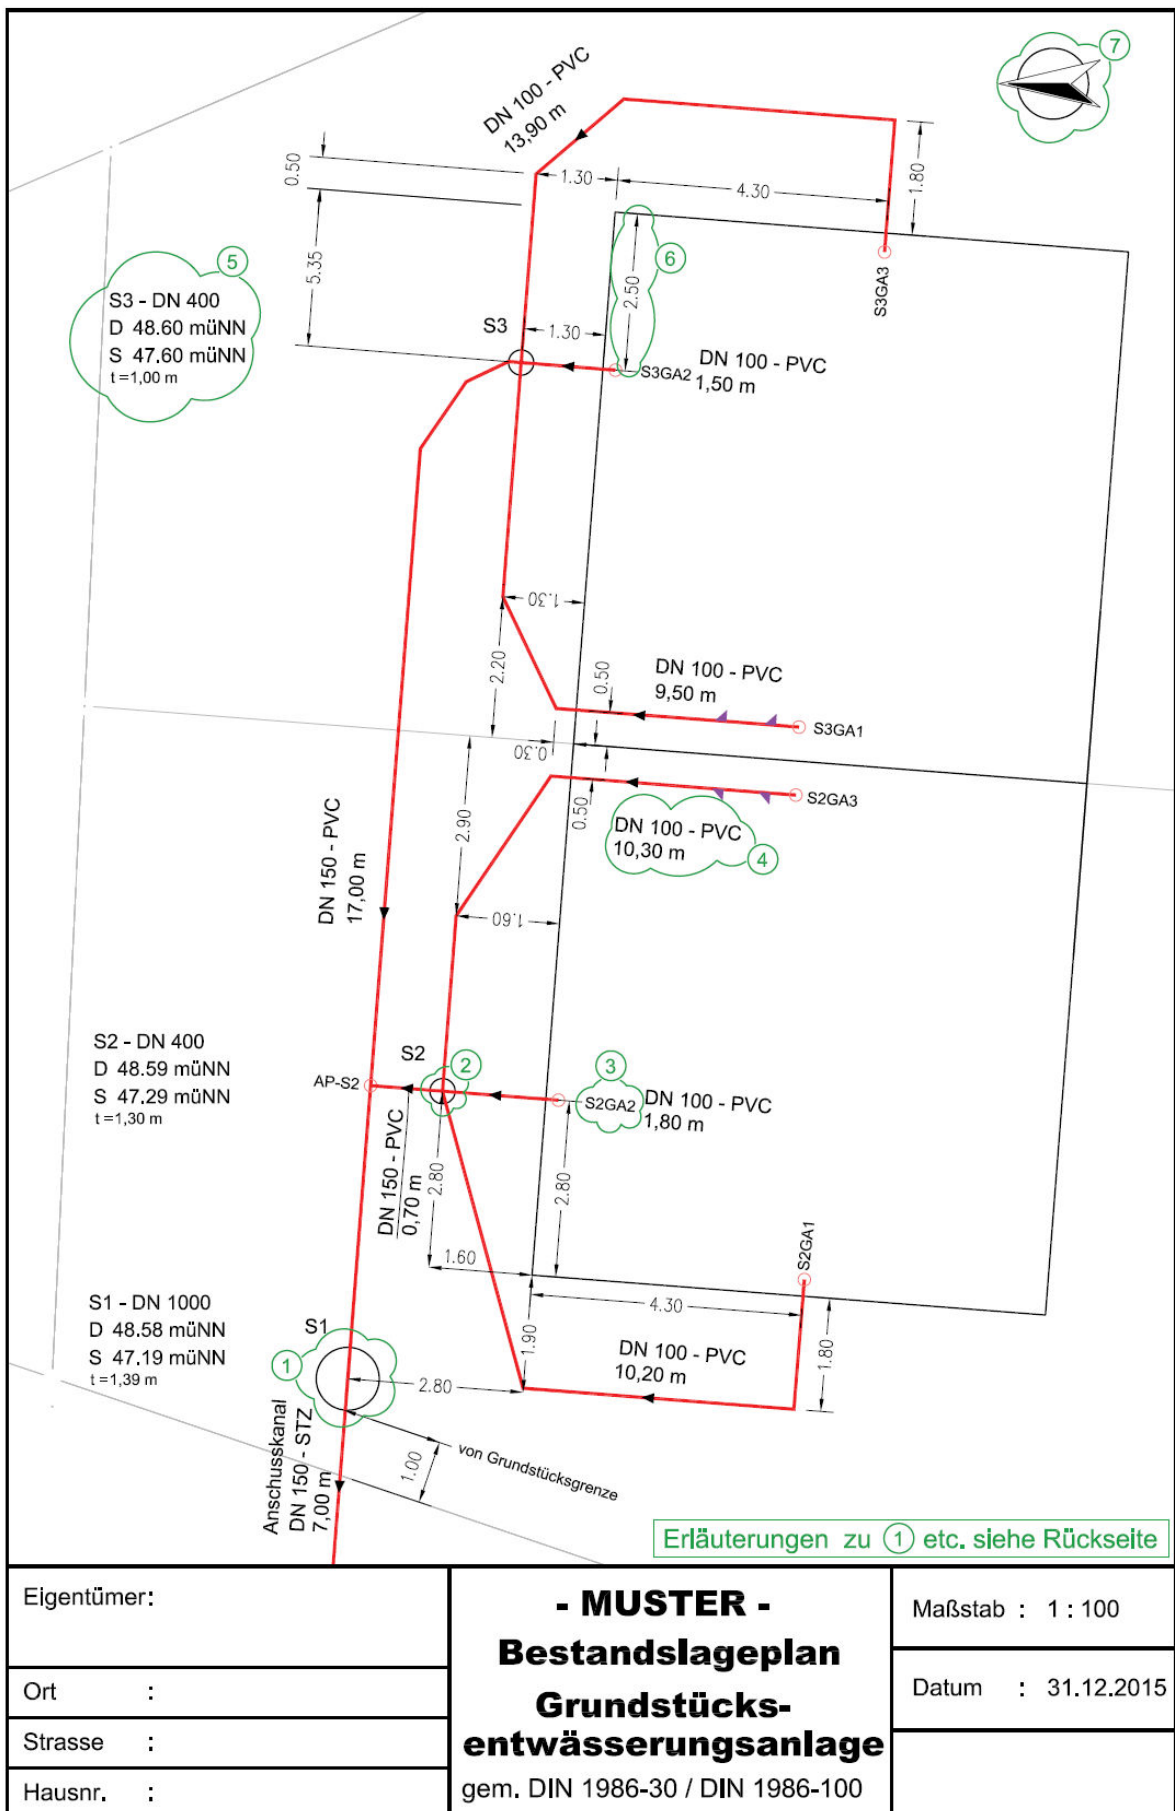 7
DN 100 - PVC
13,90 m
0.50
1.30
4.30
1.80
5.35
5
S3 - DN 400
D 48.60 müNN
S 47.60 müNN
t =1,00 m
6
2.50
S3GA3
S3
1.30
S3GA2
DN 100 - PVC
1,50 m
1.30
2.20
0.50
DN 100 - PVC
9,50 m
S3GA1
0.30
S2GA3
2.90
0.50
DN 100 - PVC
10,30 m
4
DN 150 - PVC
17,00 m
1.60
S2 - DN 400
D 48.59 müNN
S 47.29 müNN
t =1,30 m
S2
2
3
AP-S2
S2GA2
DN 100 - PVC
1,80 m
DN 150 - PVC
0,70 m
2.80
2.80
1.60
S2GA1
4.30
1.90
1.80
S1 - DN 1000
D 48.58 müNN
S 47.19 müNN
t =1,39 m
S1
1
2.80
DN 100 - PVC
10,20 m
Anschusskanal
DN 150 - STZ
7,00 m
1.00
von Grundstücksgrenze
Erläuterungen zu 1 etc. siehe Rückseite
Eigentümer:
Ort :
Strasse :
Hausnr. :
- MUSTER -
Bestandslageplan
Grundstücks-
entwässerungsanlage
gem. DIN 1986-30 / DIN 1986-100
Maßstab : 1 : 100
Datum : 31.12.2015